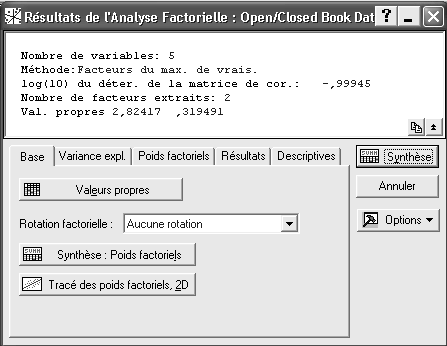 Résultats de l'Analyse Factorielle : Open/Closed Book Dat
Nombre de variables: 5
Méthode:Facteurs du max. de vrais.
log(10) du déter. de la matrice de cor.: -,99945
Nombre de facteurs extraits: 2
Val. propres 2,82417 ,319491
Base Variance expl. Poids factoriels Résultats Descriptives
Synthèse
Valeurs propres
Annuler
Rotation factorielle : Aucune rotation
Options
Synthèse : Poids factoriels
Tracé des poids factoriels, 2D